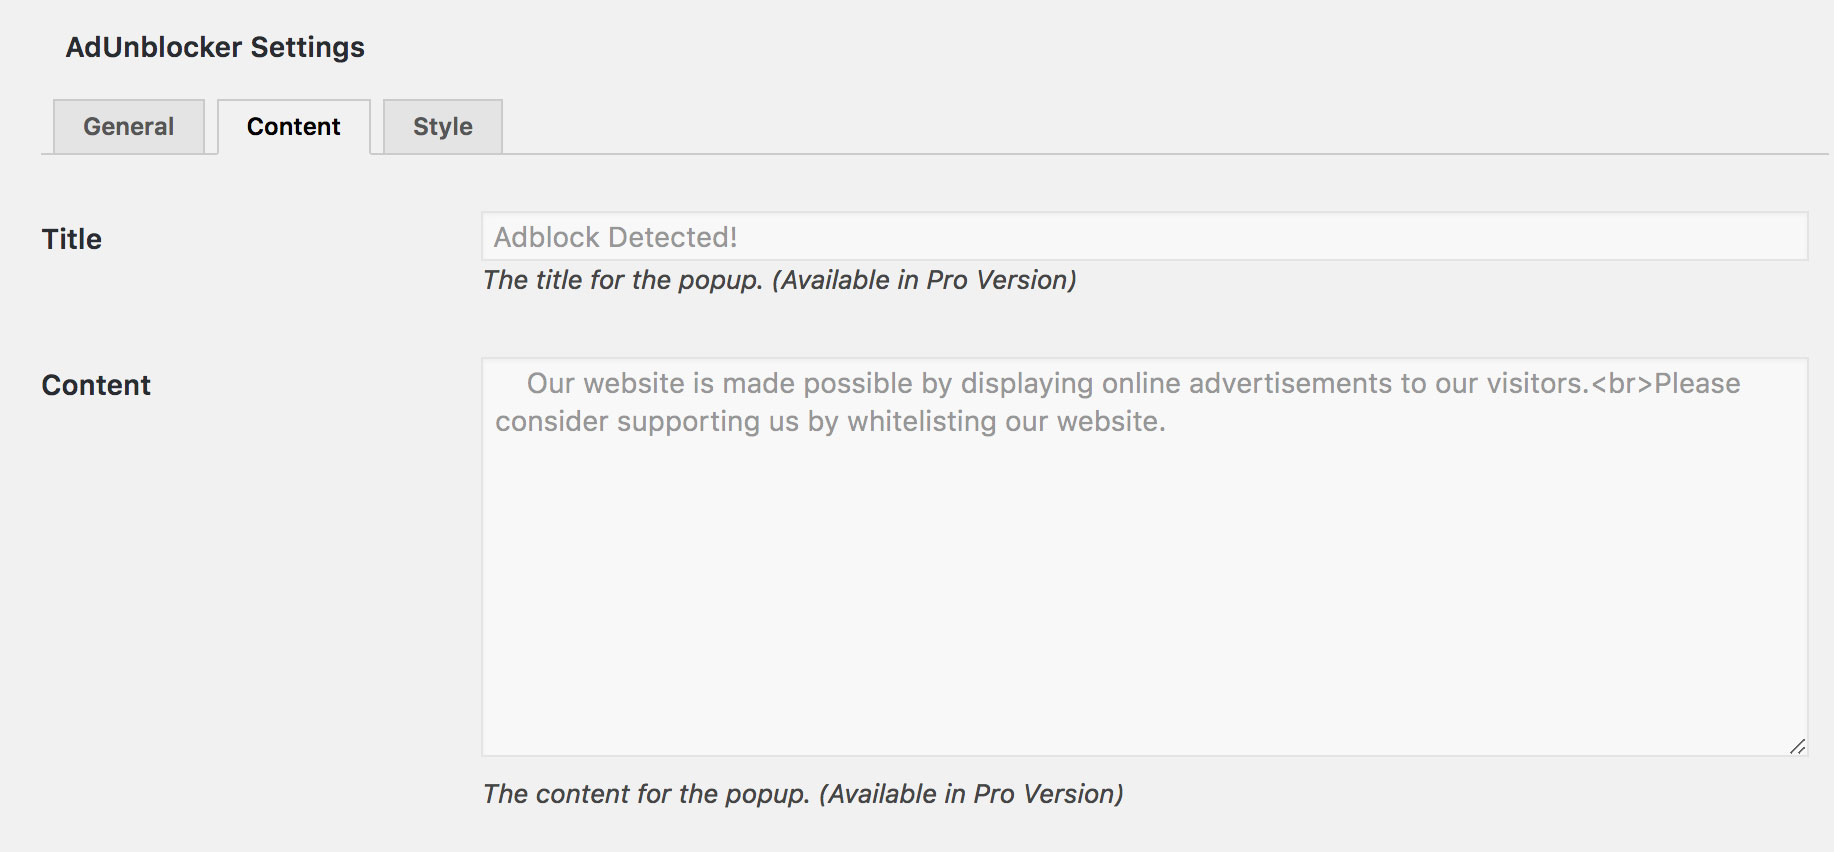 AdUnblocker Settings
General Content Style
Title
Adblock Detected!
The title for the popup. (Available in Pro Version)
Content
Our website is made possible by displaying online advertisements to our visitors.<br>Please
consider supporting us by whitelisting our website.
The content for the popup. (Available in Pro Version)